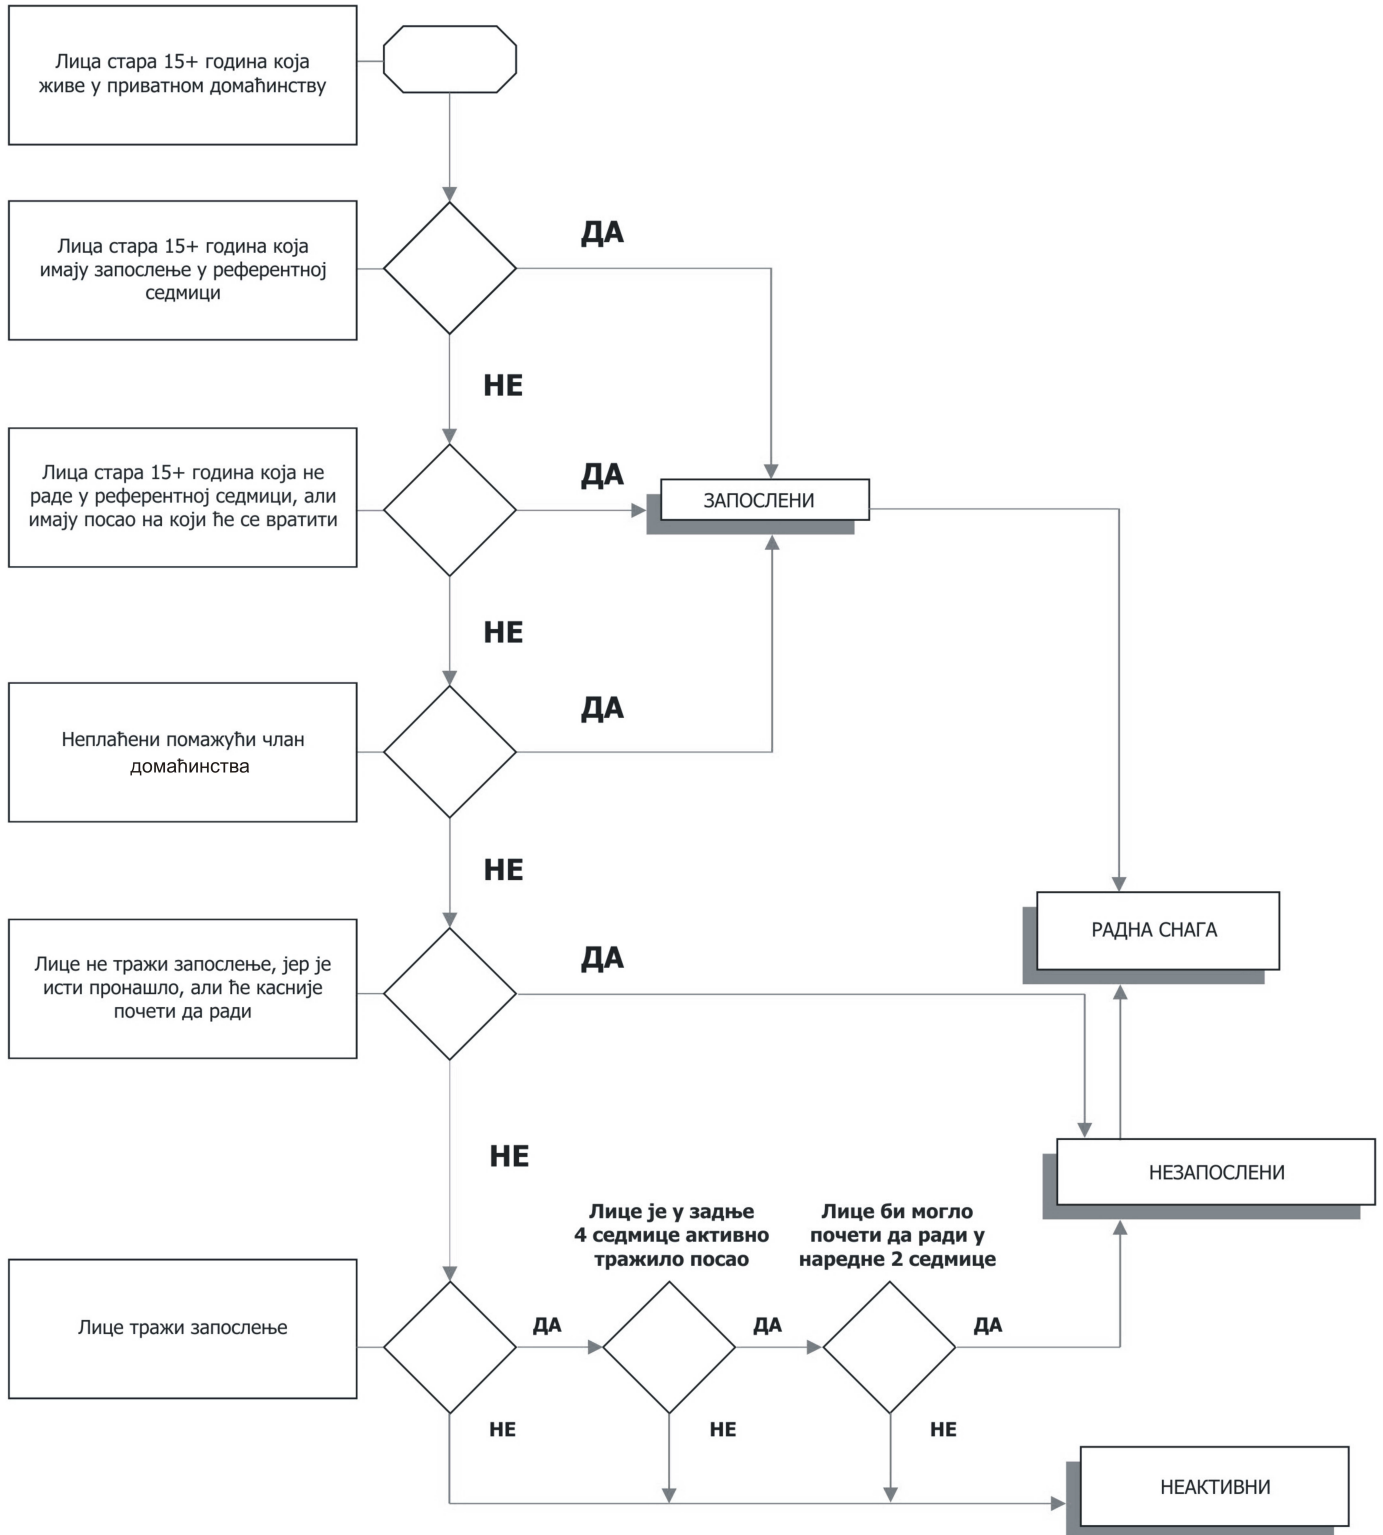 Лица стара 15+ година која
живе у приватном домаћинству
Лица стара 15+ година која
имају запослење у референтној
седмици
ДА
НЕ
Лица стара 15+ година која не
раде у референтној седмици, али
имају посао на који ће се вратити
ДА
ЗАПОСЛЕНИ
НЕ
Неплаћени помажући члан
домаћинства
ДА
НЕ
РАДНА СНАГА
Лице не тражи запослење, јер је
исти пронашло, али ће касније
почети да ради
ДА
НЕ
НЕЗАПОСЛЕНИ
Лице је у задње
4 седмице активно
тражило посао
Лице би могло
почети да ради у
наредне 2 седмице
Лице тражи запослење
ДА
ДА
ДА
НЕ
НЕ
НЕ
НЕАКТИВНИ